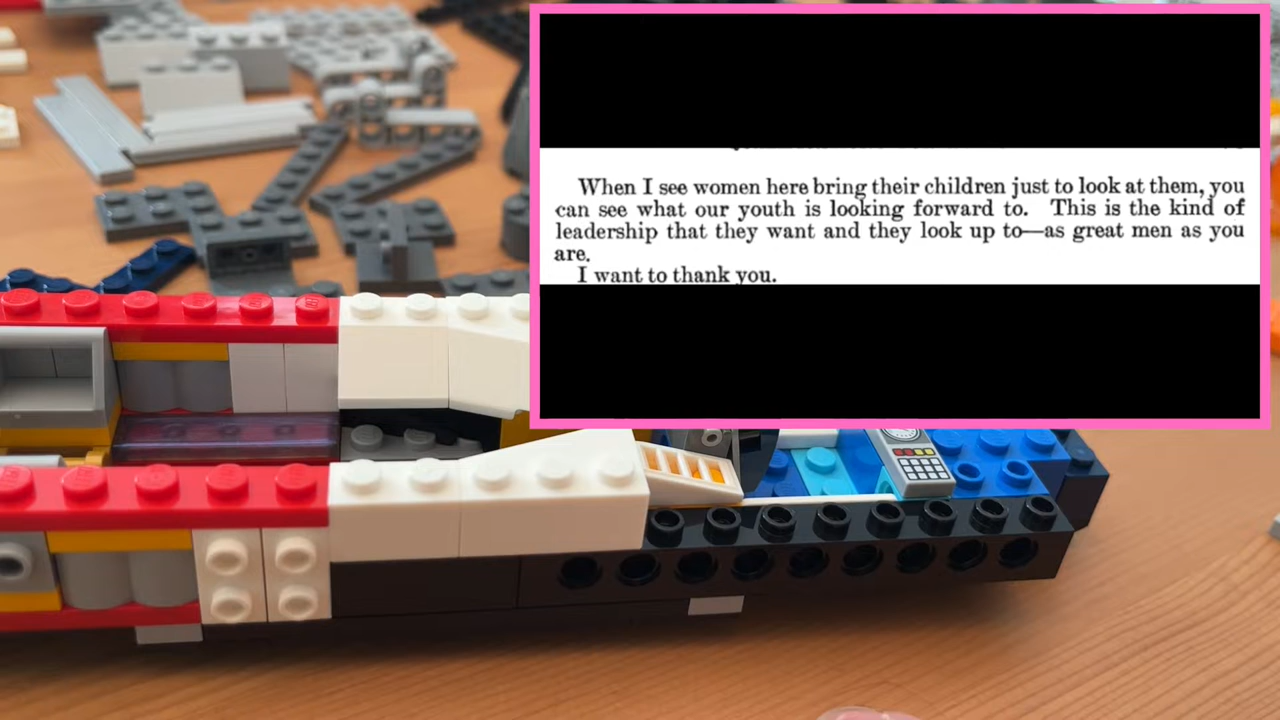 When I see women here bring their children just to look at them, you
can see what our youth is looking forward to. This is the kind of
leadership that they want and they look up to—as great men as you
are.
I want to thank you.